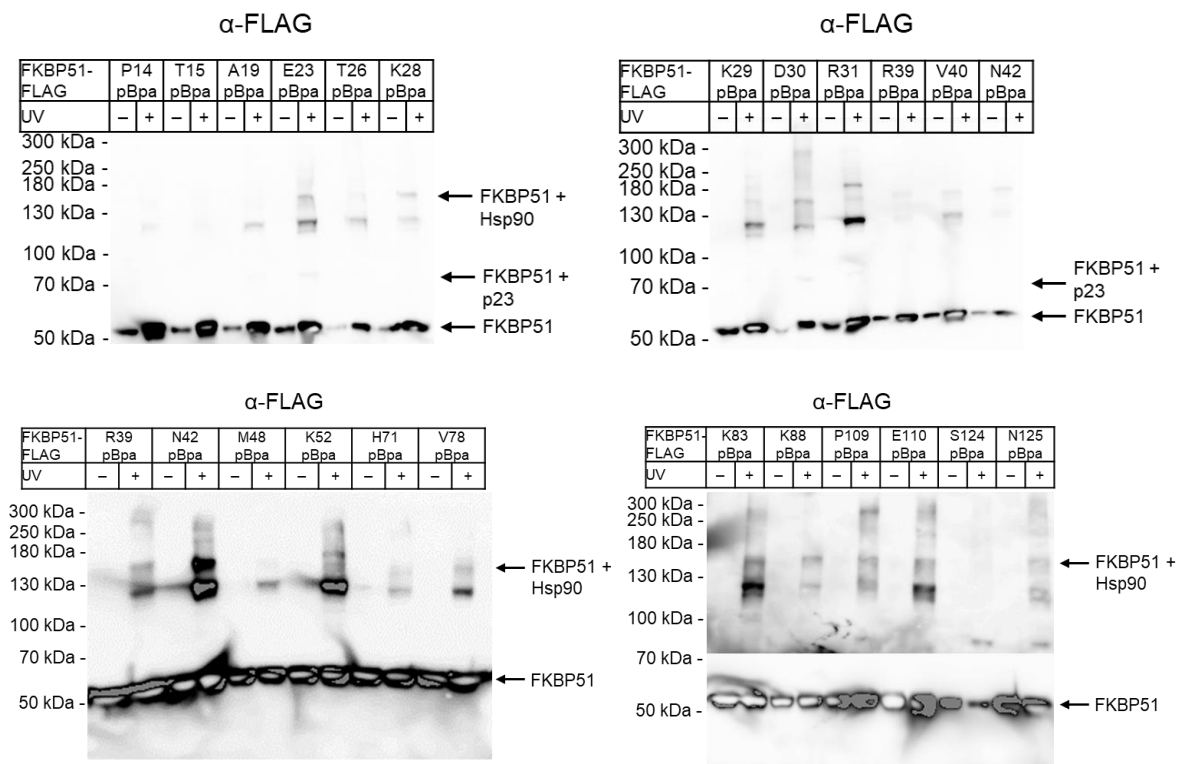 α-FLAG
FKBP51-FLAG P14 pBpa T15 pBpa A19 pBpa E23 pBpa T26 pBpa K28 pBpa
UV – + – + – + – + – + – +
300 kDa -
250 kDa -
180 kDa -
130 kDa -
100 kDa -
70 kDa -
50 kDa -
FKBP51 +
Hsp90
FKBP51 +
p23
FKBP51
α-FLAG
FKBP51-FLAG K29 pBpa D30 pBpa R31 pBpa R39 pBpa V40 pBpa N42 pBpa
UV – + – + – + – + – + – +
300 kDa -
250 kDa -
180 kDa -
130 kDa -
100 kDa -
70 kDa -
50 kDa -
FKBP51 +
p23
FKBP51
α-FLAG
FKBP51-FLAG R39 pBpa N42 pBpa M48 pBpa K52 pBpa H71 pBpa V78 pBpa
UV – + – + – + – + – + – +
300 kDa -
250 kDa -
180 kDa -
130 kDa -
100 kDa -
70 kDa -
50 kDa -
FKBP51 +
Hsp90
FKBP51
α-FLAG
FKBP51-FLAG K83 pBpa K88 pBpa P109 pBpa E110 pBpa S124 pBpa N125 pBpa
UV – + – + – + – + – + – +
300 kDa -
250 kDa -
180 kDa -
130 kDa -
100 kDa -
70 kDa -
50 kDa -
FKBP51 +
Hsp90
FKBP51